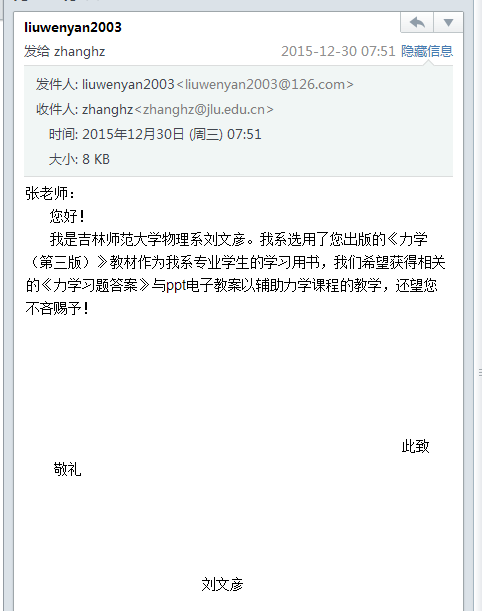 liuwenyan2003
发给 zhanghz 2015-12-30 07:51 隐藏信息
发件人: liuwenyan2003<liuwenyan2003@126.com>
收件人: zhanghz<zhanghz@jlu.edu.cn>
时间: 2015年12月30日 (周三) 07:51
大小: 8 KB
张老师：
您好！
我是吉林师范大学物理系刘文彦。我系选用了您出版的《力学
（第三版）》教材作为我系专业学生的学习用书，我们希望获得相关
的《力学习题答案》与ppt电子教案以辅助力学课程的教学，还望您
不吝赐予！
此致
敬礼
刘文彦